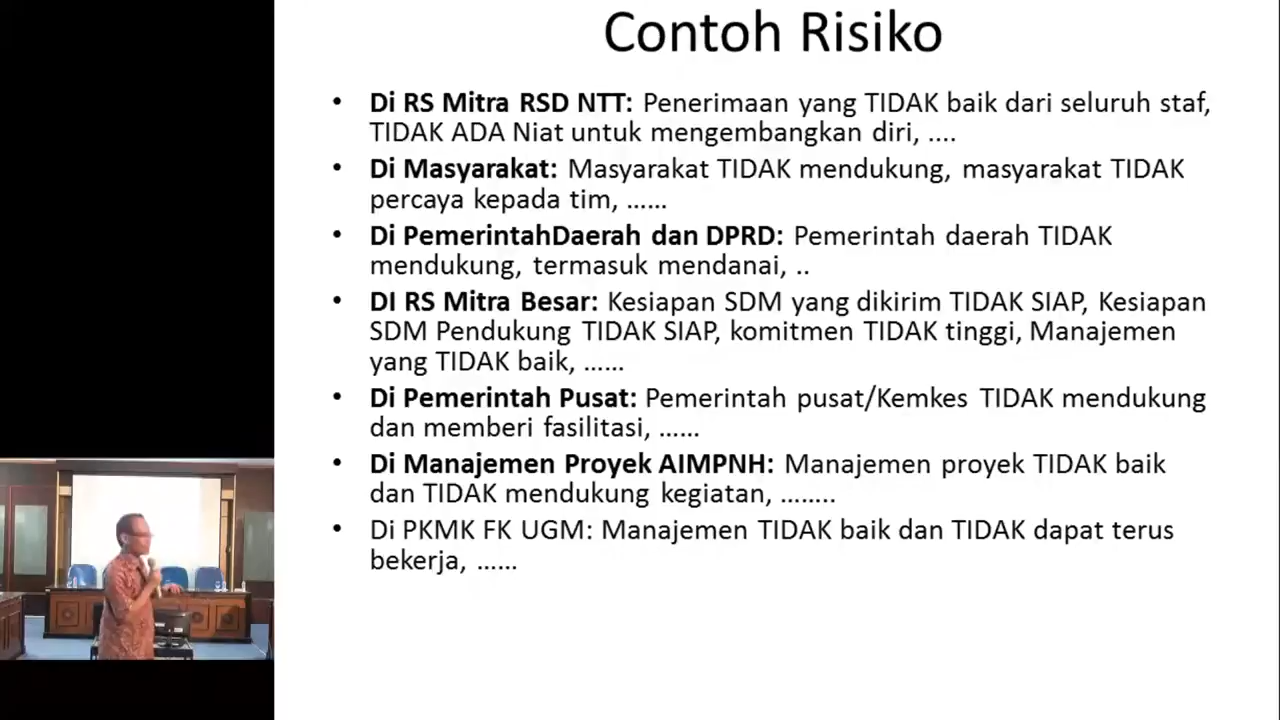 Contoh Risiko
• Di RS Mitra RSD NTT: Penerimaan yang TIDAK baik dari seluruh staf,
TIDAK ADA Niat untuk mengembangkan diri, ....
• Di Masyarakat: Masyarakat TIDAK mendukung, masyarakat TIDAK
percaya kepada tim, ......
• Di PemerintahDaerah dan DPRD: Pemerintah daerah TIDAK
mendukung, termasuk mendanai, ..
• DI RS Mitra Besar: Kesiapan SDM yang dikirim TIDAK SIAP, Kesiapan
SDM Pendukung TIDAK SIAP, komitmen TIDAK tinggi, Manajemen
yang TIDAK baik, ......
• Di Pemerintah Pusat: Pemerintah pusat/Kemkes TIDAK mendukung
dan memberi fasilitasi, ......
• Di Manajemen Proyek AIMPNH: Manajemen proyek TIDAK baik
dan TIDAK mendukung kegiatan, ........
• Di PKMK FK UGM: Manajemen TIDAK baik dan TIDAK dapat terus
bekerja, ......